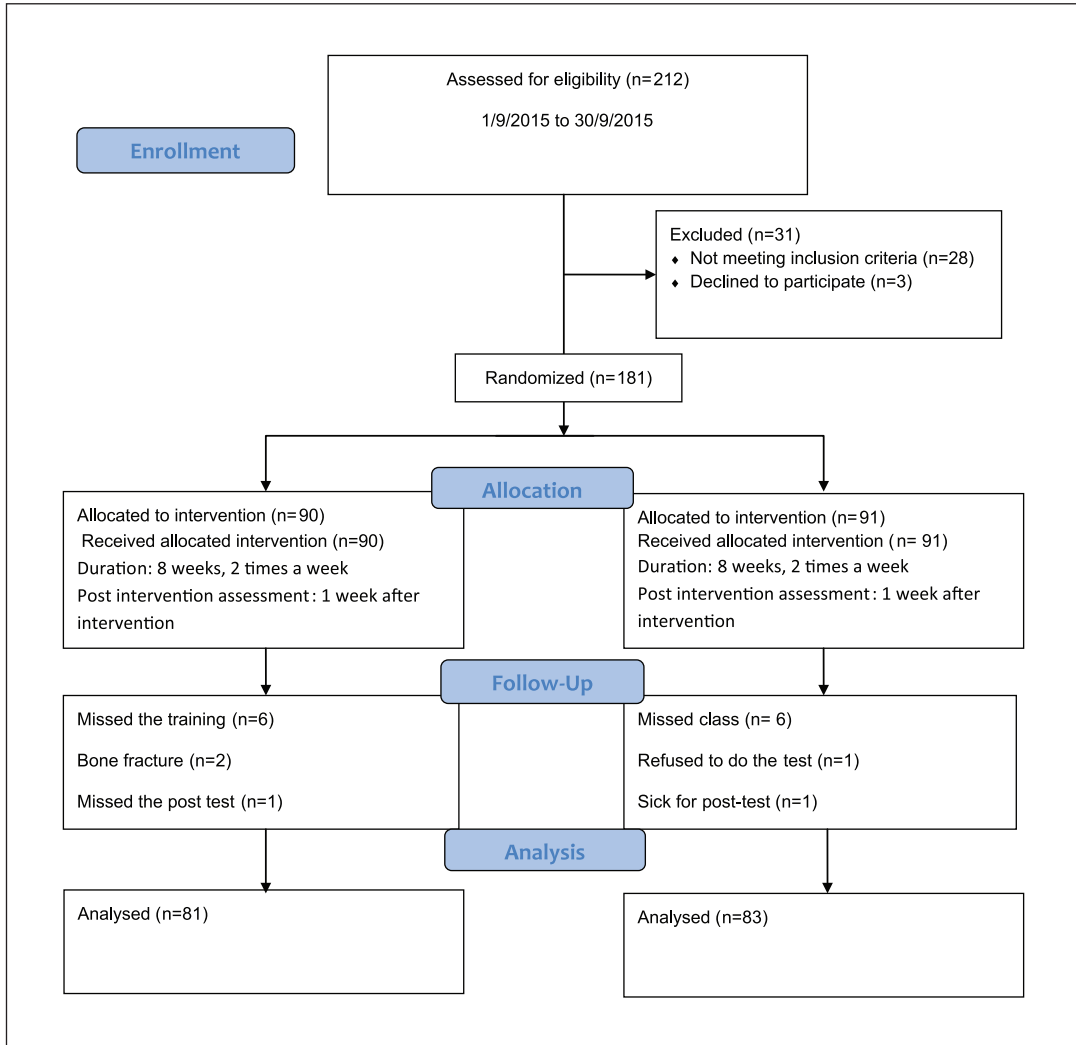 Assessed for eligibility (n=212)
1/9/2015 to 30/9/2015
Enrollment
Excluded (n=31)
♦ Not meeting inclusion criteria (n=28)
♦ Declined to participate (n=3)
Randomized (n=181)
Allocation
Allocated to intervention (n=90)
Received allocated intervention (n=90)
Duration: 8 weeks, 2 times a week
Post intervention assessment: 1 week after
intervention
Allocated to intervention (n=91)
Received allocated intervention (n= 91)
Duration: 8 weeks, 2 times a week
Post intervention assessment : 1 week after
intervention
Follow-Up
Missed the training (n=6)
Bone fracture (n=2)
Missed the post test (n=1)
Missed class (n= 6)
Refused to do the test (n=1)
Sick for post-test (n=1)
Analysis
Analysed (n=81)
Analysed (n=83)